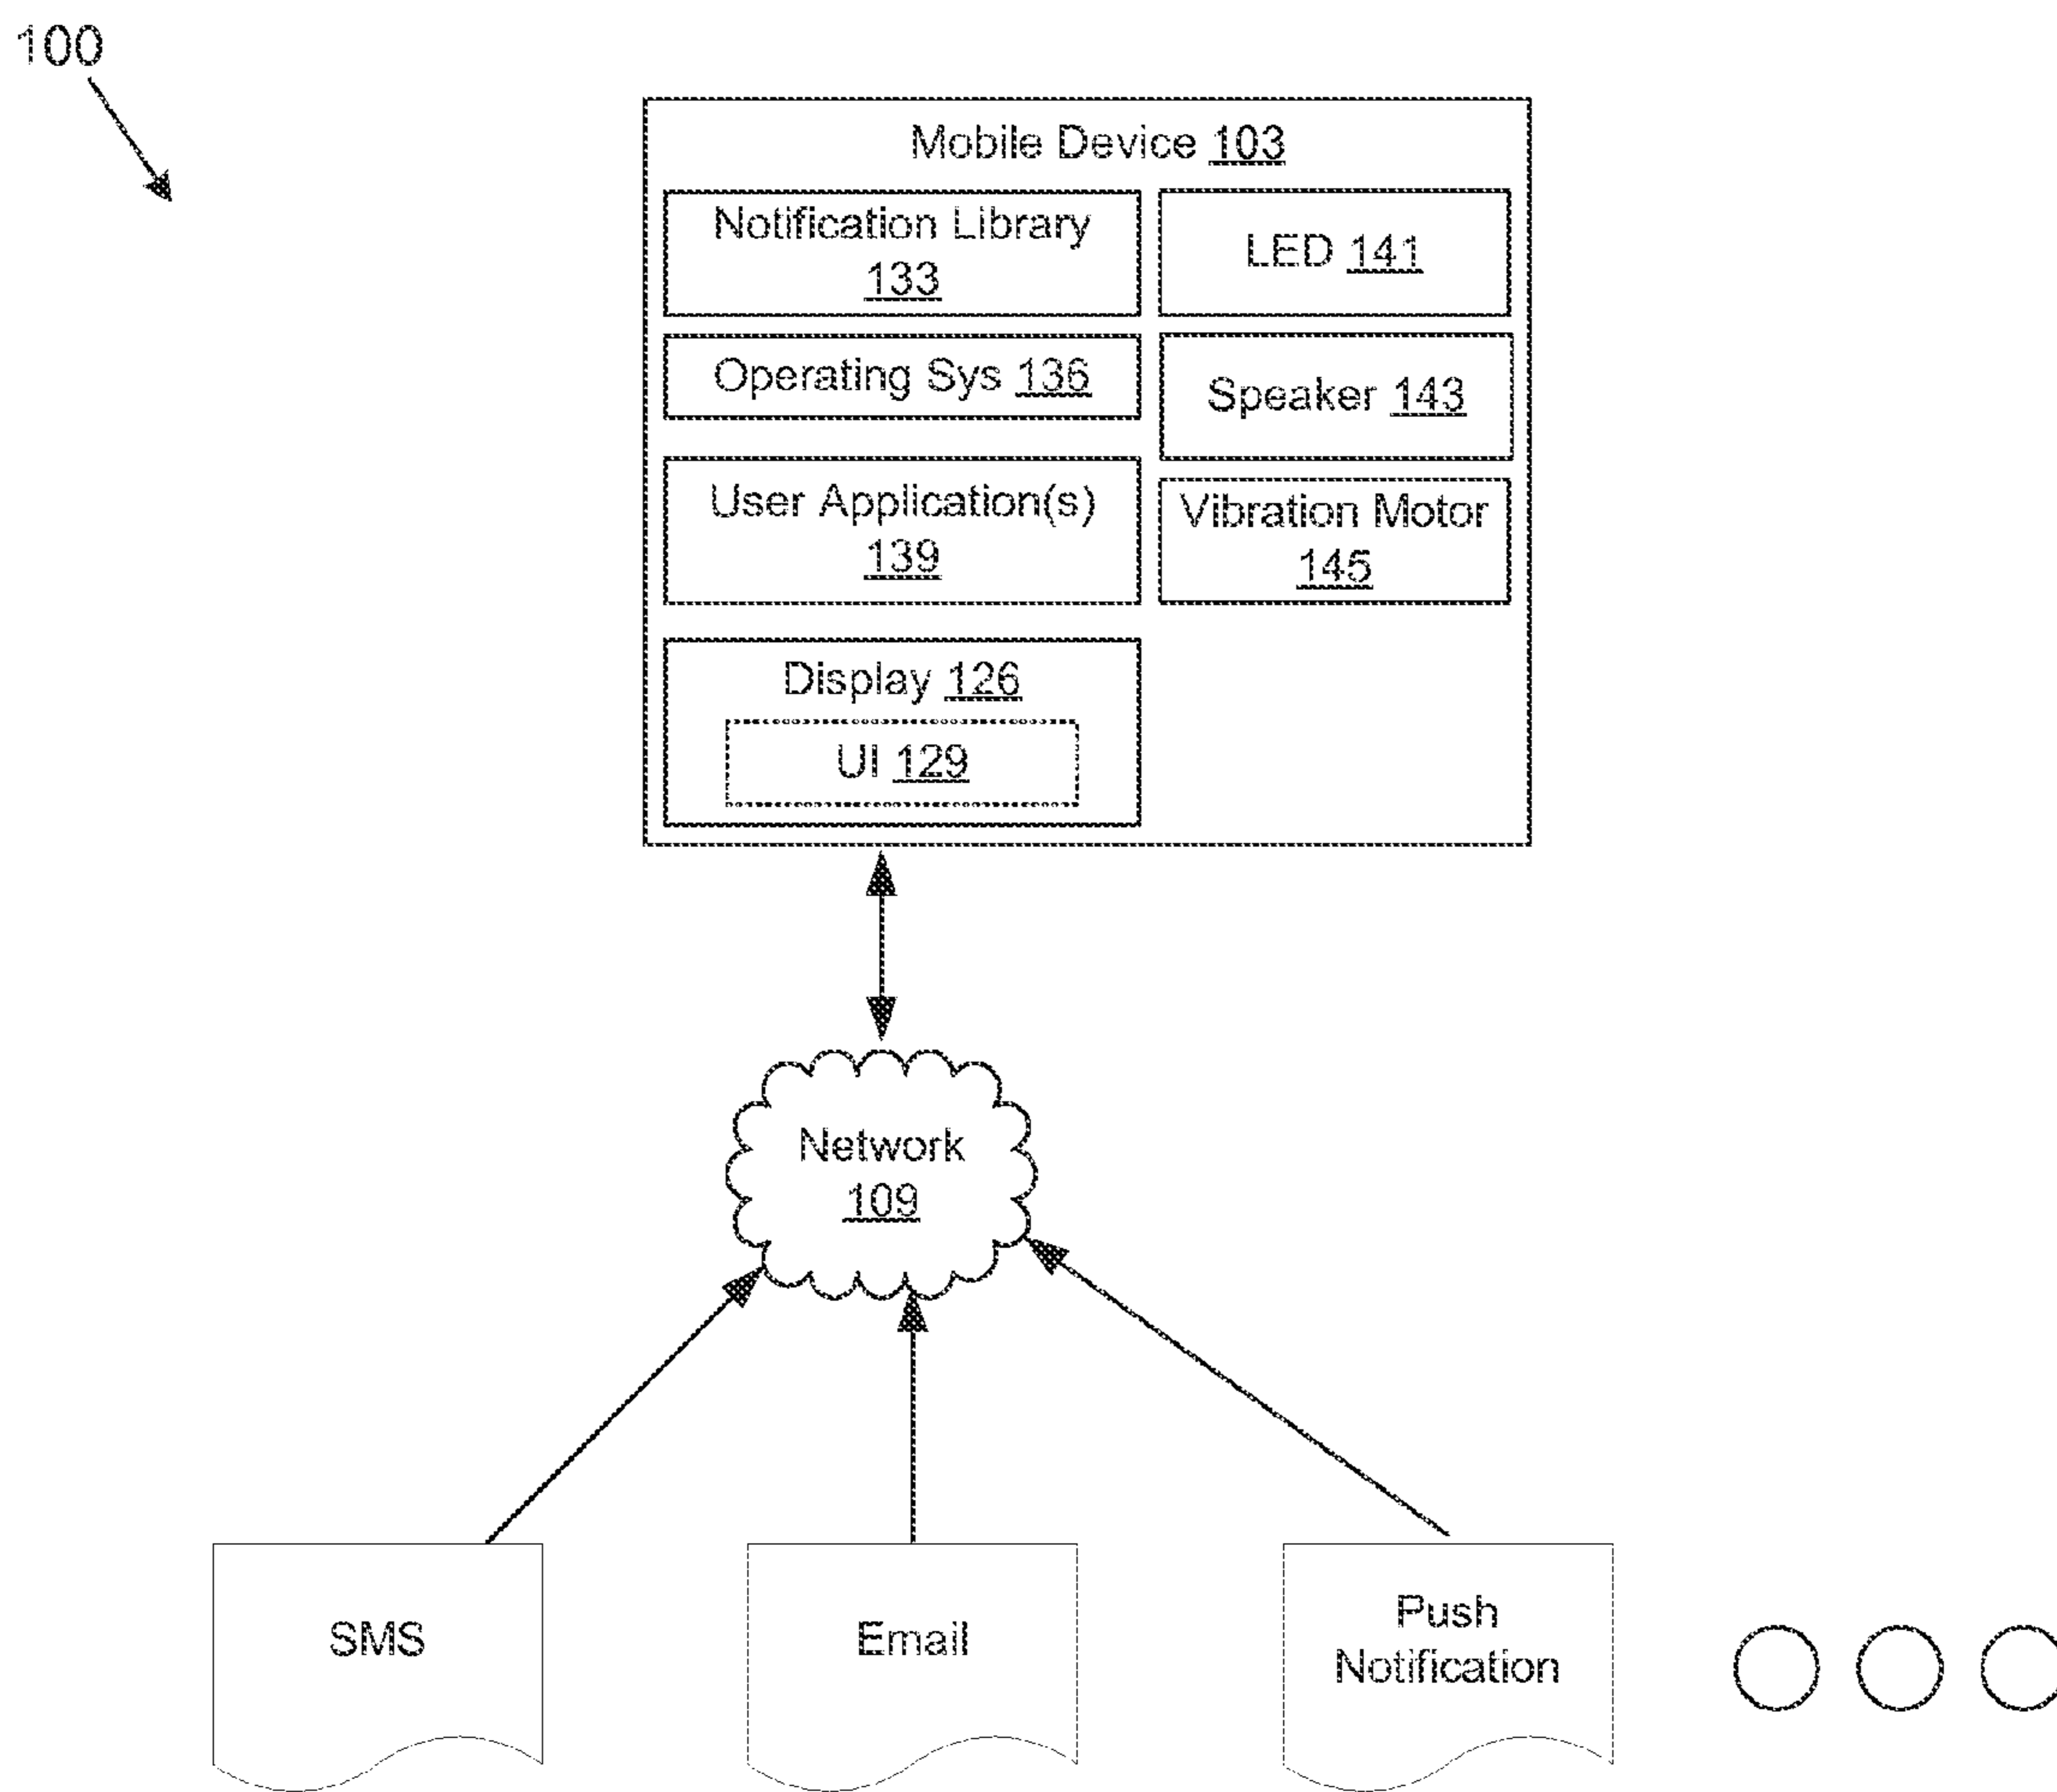 100
Mobile Device 103
Notification Library
133
LED 141
Operating Sys 136
Speaker 143
User Application(s)
139
Vibration Motor
145
Display 126
UI 129
Network
109
SMS
Email
Push
Notification